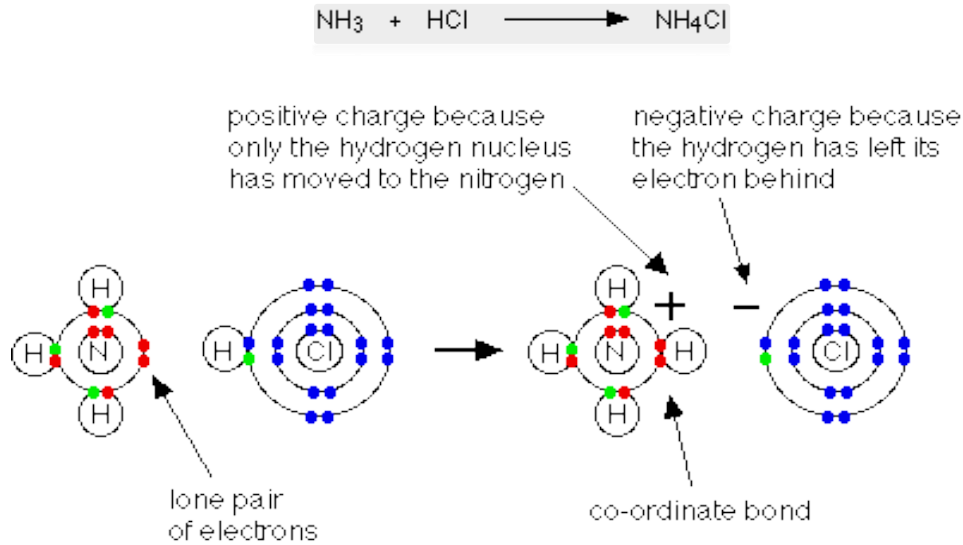 NH3 + HCl NH4Cl
positive charge because
only the hydrogen nucleus
has moved to the nitrogen
negative charge because
the hydrogen has left its
electron behind
H H
+ −
H N H Cl H N H Cl
H H
lone pair
of electrons
co-ordinate bond